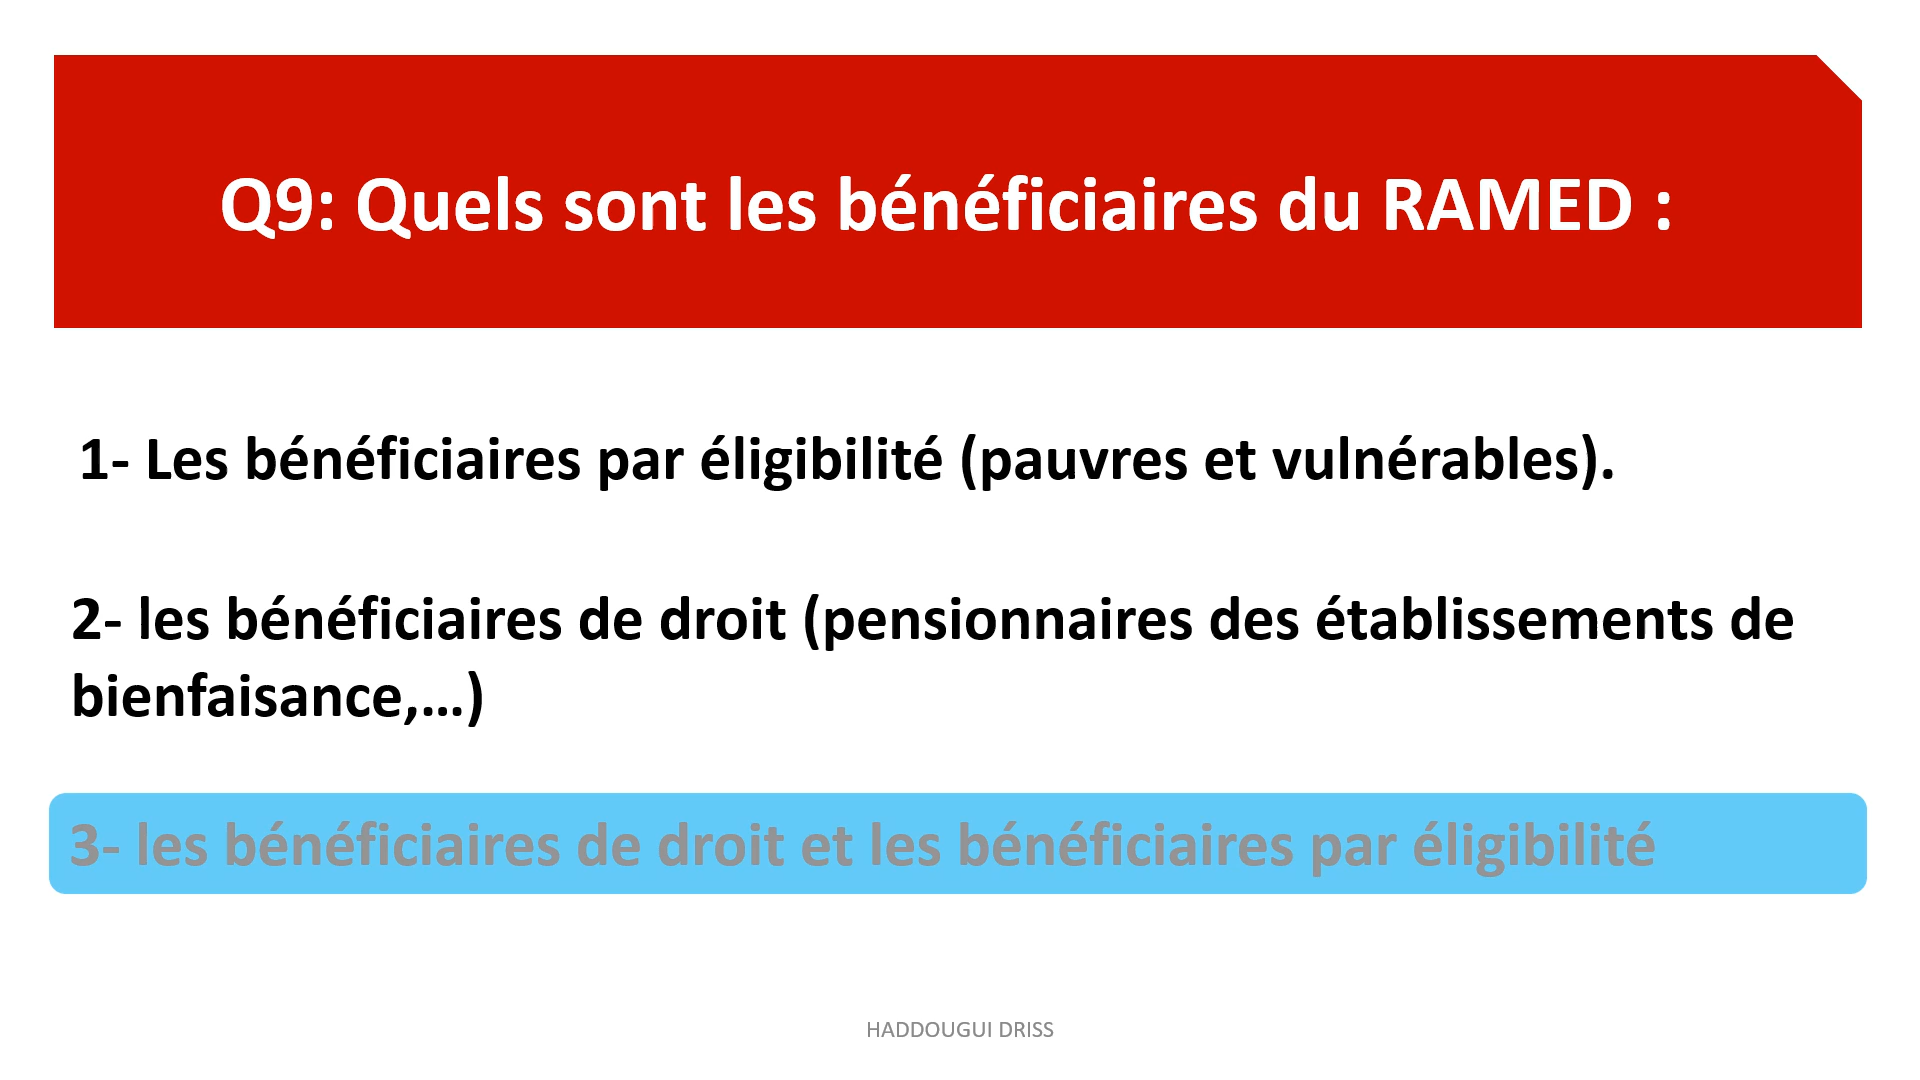 Q9: Quels sont les bénéficiaires du RAMED :
1- Les bénéficiaires par éligibilité (pauvres et vulnérables).
2- les bénéficiaires de droit (pensionnaires des établissements de
bienfaisance,...)
3- les bénéficiaires de droit et les bénéficiaires par éligibilité
HADDOUGUI DRISS